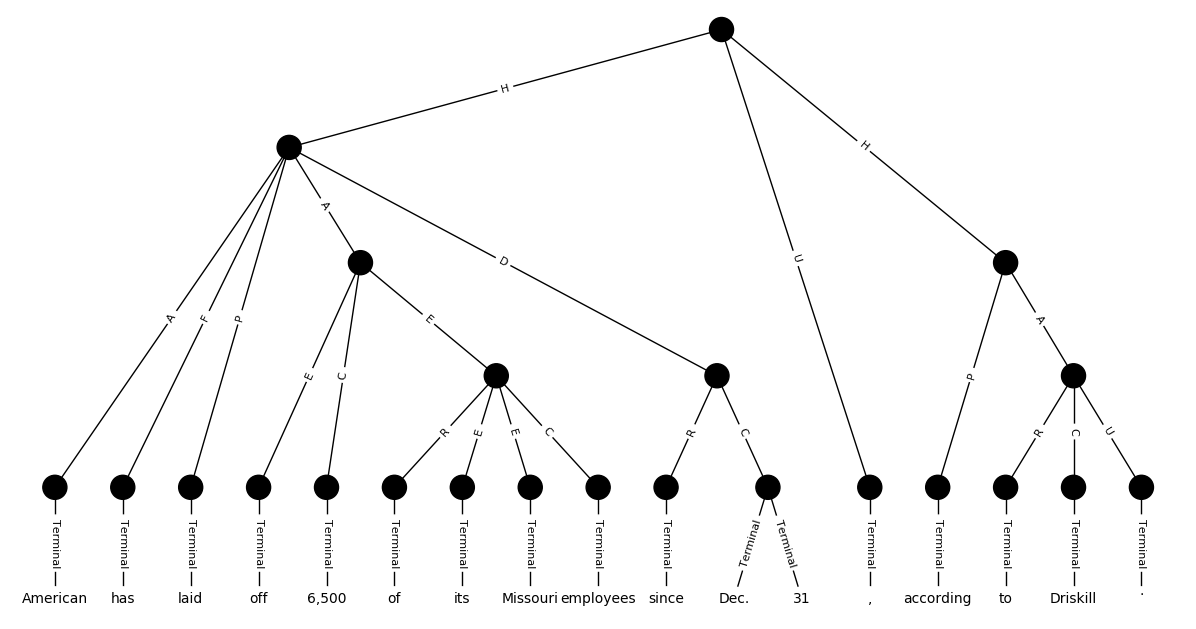 H
A
H
A
U
D
A
F
P
E
A
E
C
P
R
E
E
C
R
C
R
C
U
Terminal Terminal Terminal Terminal Terminal Terminal Terminal Terminal Terminal Terminal Terminal Terminal Terminal Terminal Terminal Terminal Terminal
American has laid off 6,500 of its Missouri employees since Dec. 31 , according to Driskill .